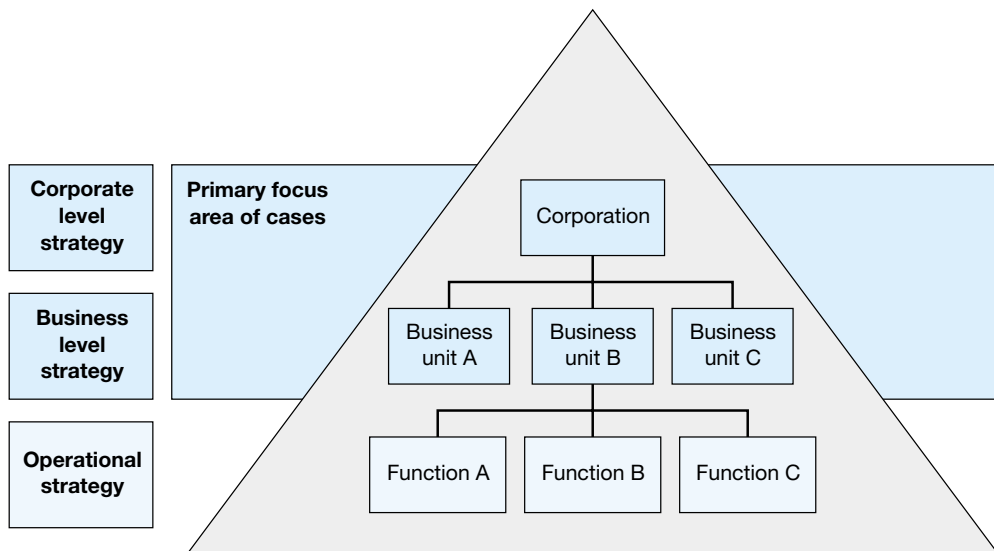 Corporate
level
strategy
Primary focus
area of cases
Corporation
Business
level
strategy
Business
unit A
Business
unit B
Business
unit C
Operational
strategy
Function A
Function B
Function C